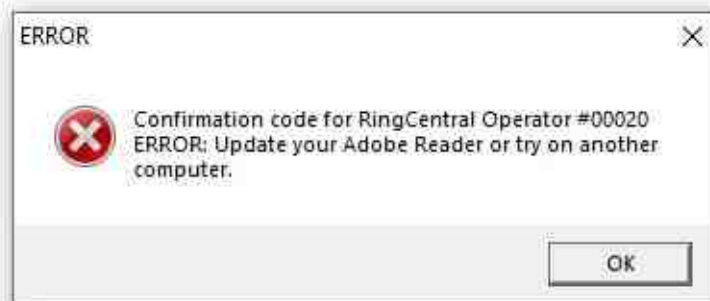 ERROR
Confirmation code for RingCentral Operator #00020
ERROR: Update your Adobe Reader or try on another
computer.
OK